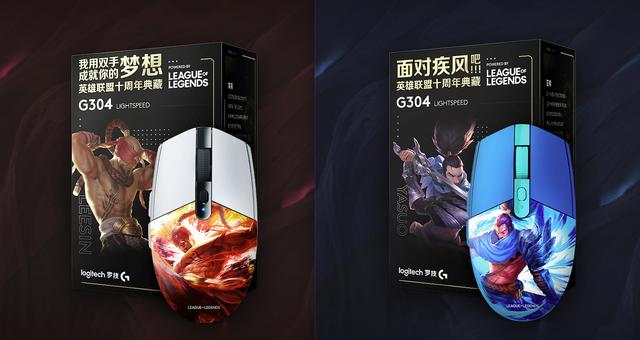 我用双手
成就你的梦想
英雄联盟十周年典藏
POWERED BY
LEAGUE OF
LEGENDS
G304 LIGHTSPEED
LEESIN
logitech 罗技 G
LEAGUE OF LEGENDS
面对疾风吧!!!
英雄联盟十周年典藏
POWERED BY
LEAGUE OF
LEGENDS
G304 LIGHTSPEED
YASUO
logitech 罗技 G
LEAGUE OF LEGENDS